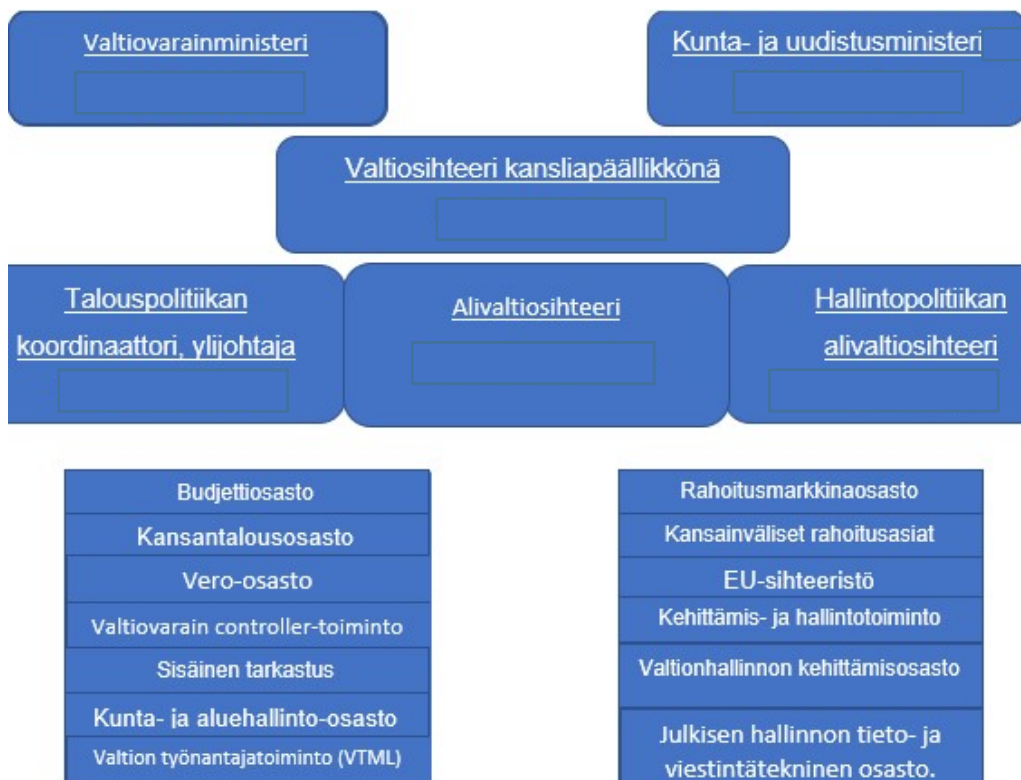 Valtiovarainministeri
Kunta- ja uudistusministeri
Valtiosihteeri kansliapäällikkönä
Talouspolitiikan
koordinaattori, ylijohtaja
Alivaltiosihteeri
Hallintopolitiikan
alivaltiosihteeri
Budjettiosasto
Kansantalousosasto
Vero-osasto
Valtiovarain controller-toiminto
Sisäinen tarkastus
Kunta- ja aluehallinto-osasto
Valtion työnantajatoiminto (VTML)
Rahoitusmarkkinaosasto
Kansainväliset rahoitusasiat
EU-sihteeristö
Kehittämis- ja hallintotoiminto
Valtionhallinnon kehittämisosasto
Julkisen hallinnon tieto- ja
viestintätekninen osasto.